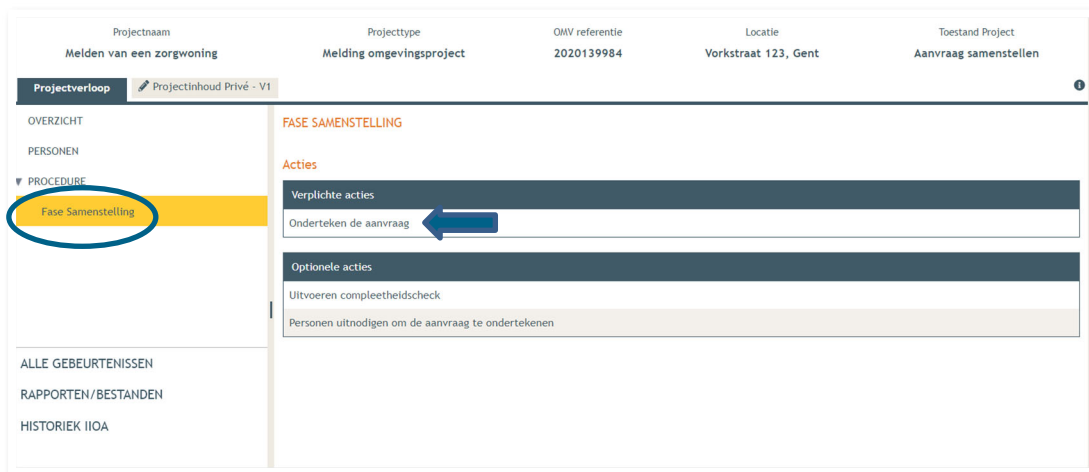 Projectnaam Projecttype OMV referentie Locatie Toestand Project
Melden van een zorgwoning Melding omgevingsproject 2020139984 Vorkstraat 123, Gent Aanvraag samenstellen
Projectverloop Projectinhoud Privé - V1
OVERZICHT
PERSONEN
PROCEDURE
Fase Samenstelling
ALLE GEBEURTENISSEN
RAPPORTEN/BESTANDEN
HISTORIEK IIOA
FASE SAMENSTELLING
Acties
Verplichte acties
Onderteken de aanvraag
Optionele acties
Uitvoeren compleetheidscheck
Personen uitnodigen om de aanvraag te ondertekenen